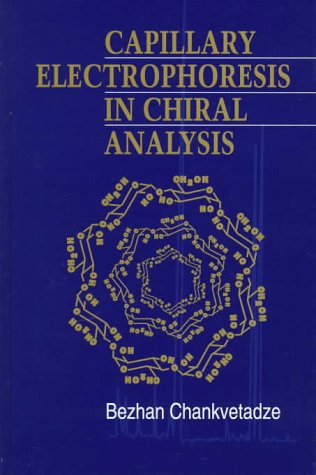 CAPILLARY
ELECTROPHORESIS
IN CHIRAL
ANALYSIS
Bezhan Chankvetadze